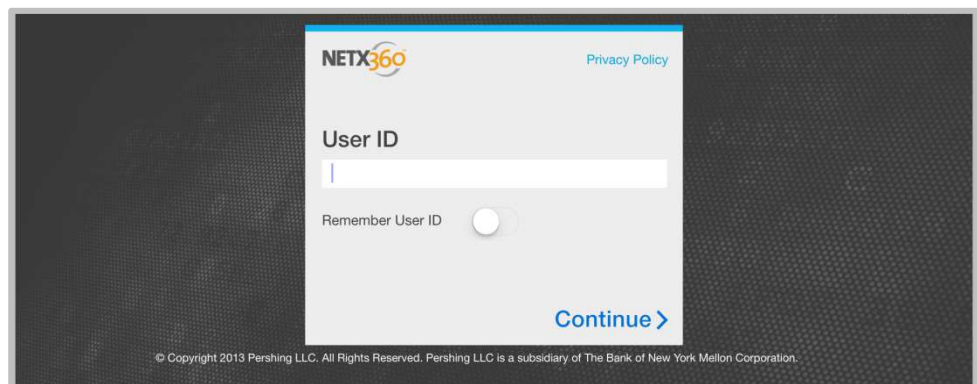 NETX360
Privacy Policy
User ID
Remember User ID
Continue
© Copyright 2013 Pershing LLC. All Rights Reserved. Pershing LLC is a subsidiary of The Bank of New York Mellon Corporation.